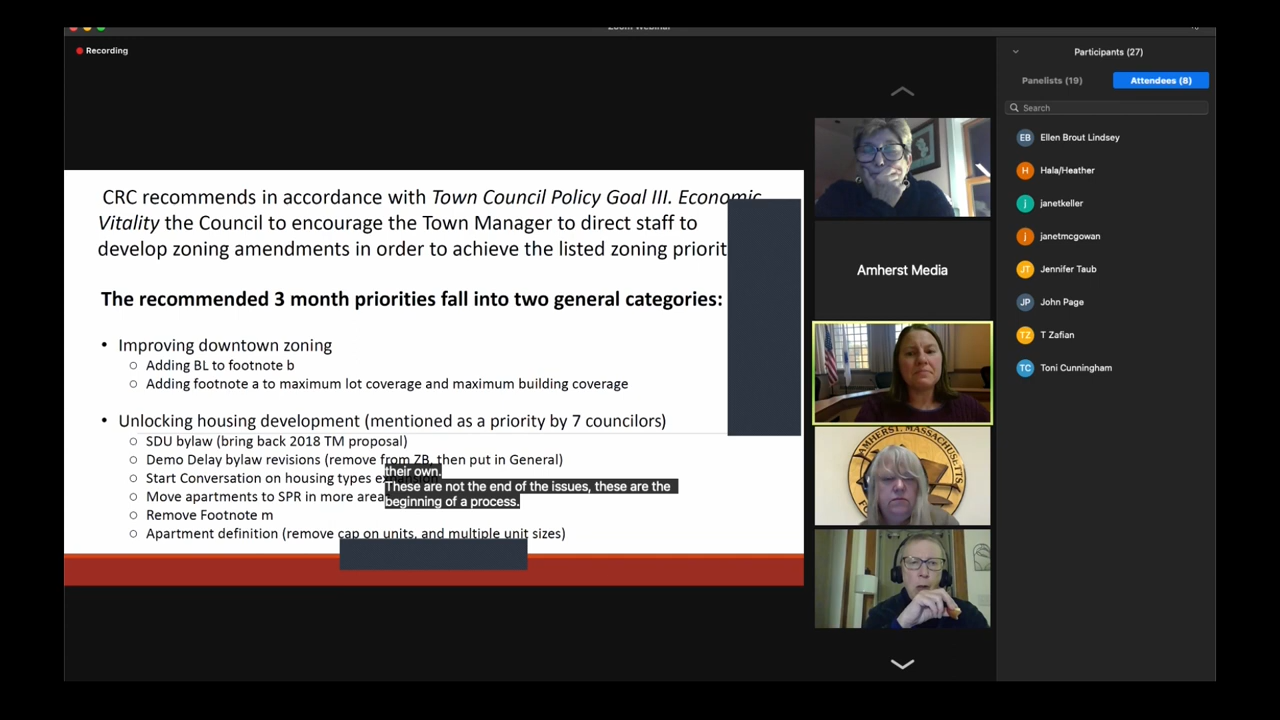 Zoom Webinar
Recording
CRC recommends in accordance with Town Council Policy Goal III. Economic
Vitality the Council to encourage the Town Manager to direct staff to
develop zoning amendments in order to achieve the listed zoning priorit
The recommended 3 month priorities fall into two general categories:
• Improving downtown zoning
○ Adding BL to footnote b
○ Adding footnote a to maximum lot coverage and maximum building coverage
• Unlocking housing development (mentioned as a priority by 7 councilors)
○ SDU bylaw (bring back 2018 TM proposal)
○ Demo Delay bylaw revisions (remove from ZB, then put in General)
○ Start Conversation on housing types expansion
○ Move apartments to SPR in more area
○ Remove Footnote m
○ Apartment definition (remove cap on units, and multiple unit sizes)
their own.
These are not the end of the issues, these are the
beginning of a process.
Amherst Media
AMHERST, MASSACHUSETTS
Participants (27)
Panelists (19)
Attendees (8)
Search
EB Ellen Brout Lindsey
H Hala/Heather
j janetkeller
j janetmcgowan
JT Jennifer Taub
JP John Page
TZ T Zafian
TC Toni Cunningham